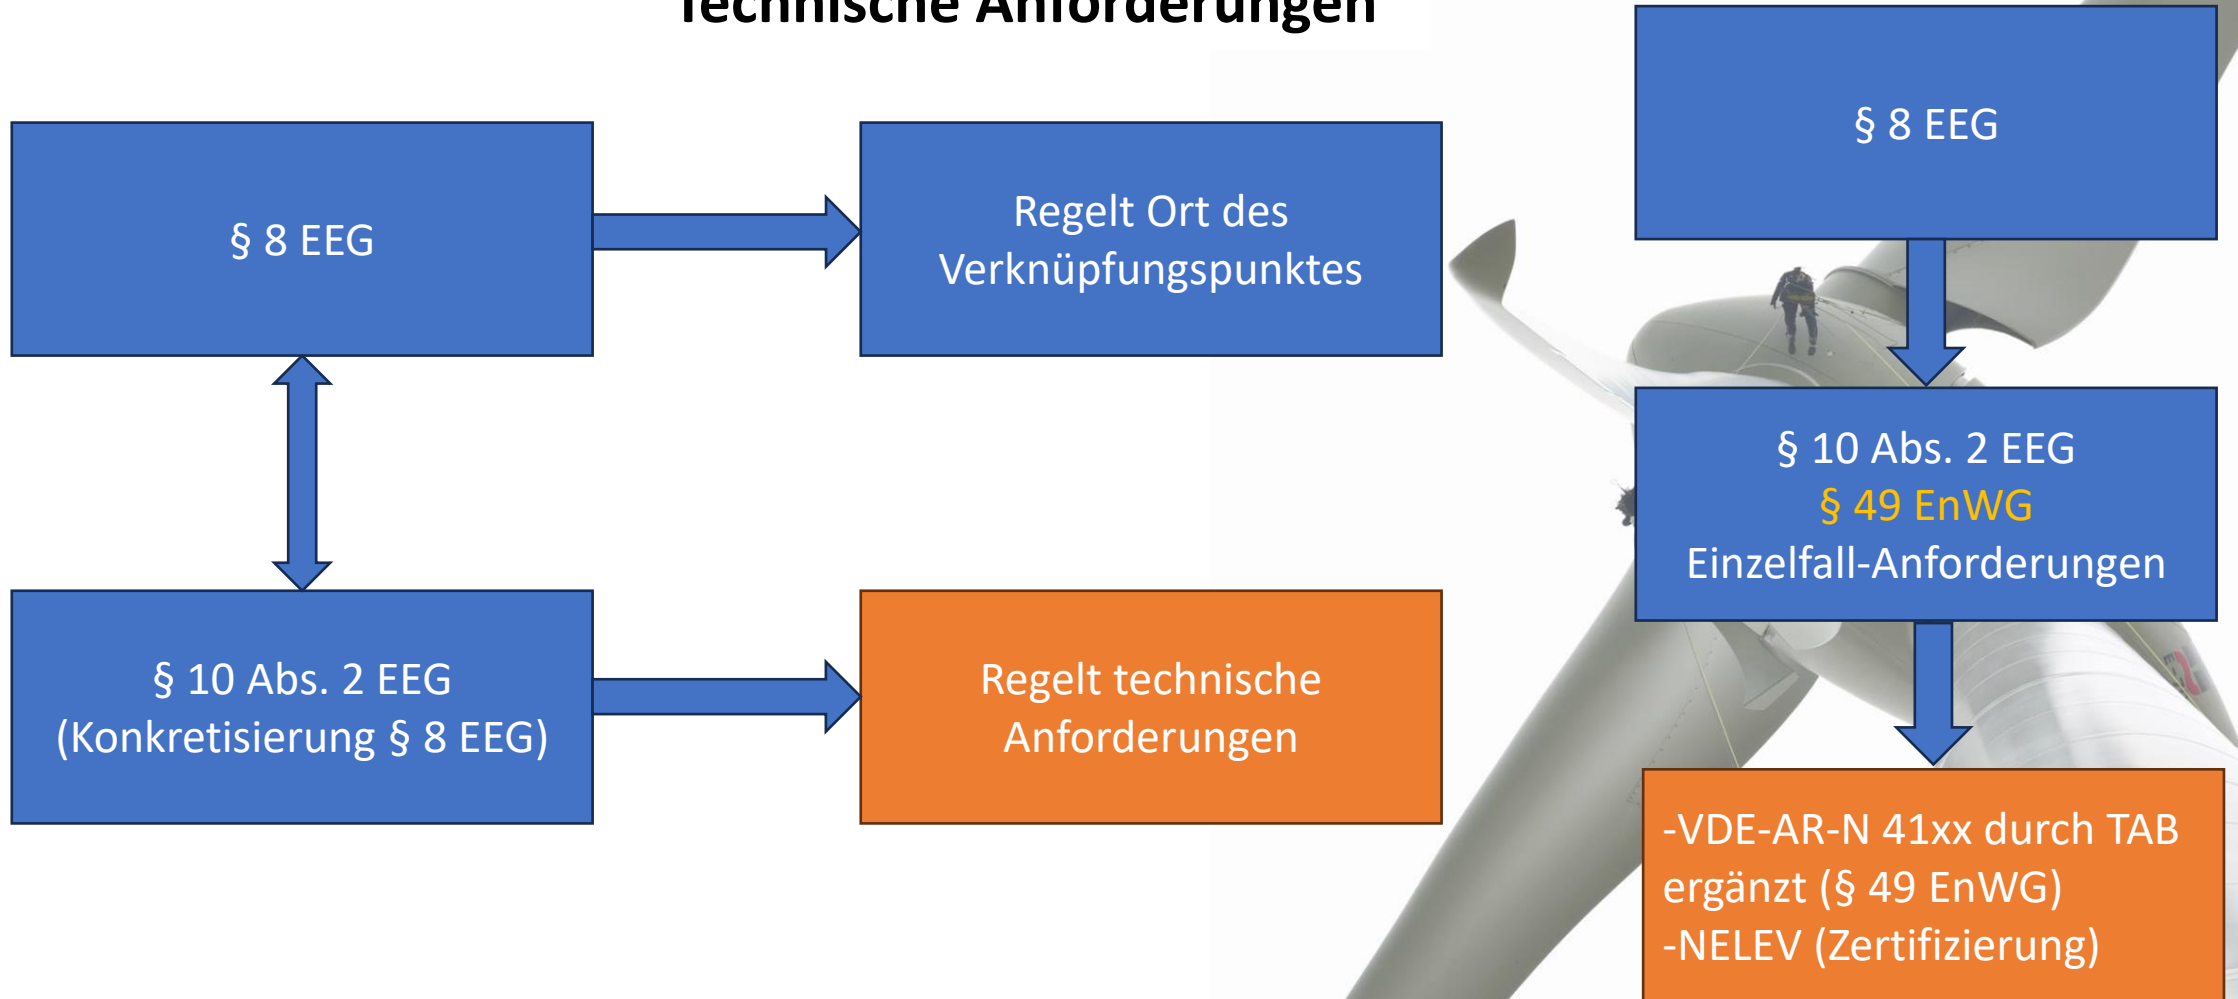 Technische Anforderungen
§ 8 EEG
Regelt Ort des
Verknüpfungspunktes
§ 10 Abs. 2 EEG
(Konkretisierung § 8 EEG)
Regelt technische
Anforderungen
§ 8 EEG
§ 10 Abs. 2 EEG
§ 49 EnWG
Einzelfall-Anforderungen
-VDE-AR-N 41xx durch TAB
ergänzt (§ 49 EnWG)
-NELEV (Zertifizierung)